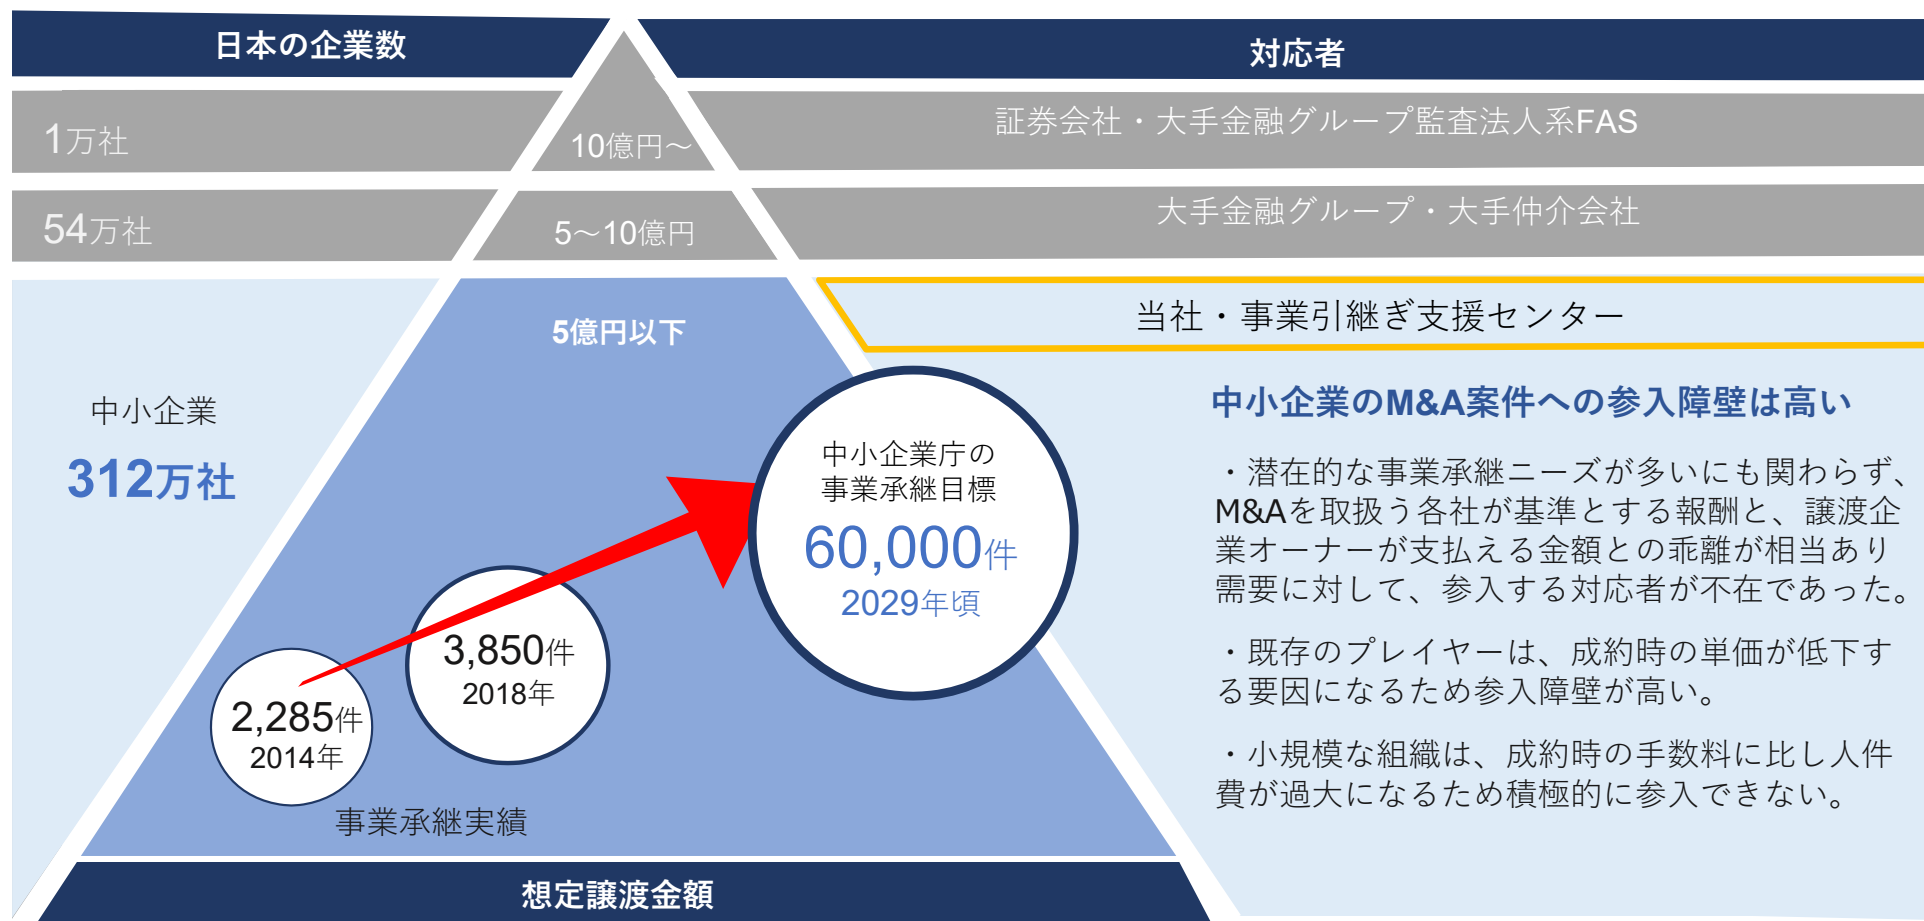 日本の企業数
対応者
1万社
10億円～
証券会社・大手金融グループ監査法人系FAS
54万社
5～10億円
大手金融グループ・大手仲介会社
5億円以下
当社・事業引継ぎ支援センター
中小企業
312万社
中小企業庁の
事業承継目標
60,000件
2029年頃
3,850件
2018年
2,285件
2014年
事業承継実績
中小企業のM&A案件への参入障壁は高い
・潜在的な事業承継ニーズが多いにも関わらず、
M&Aを取扱う各社が基準とする報酬と、譲渡企
業オーナーが支払える金額との乖離が相当あり
需要に対して、参入する対応者が不在であった。
・既存のプレイヤーは、成約時の単価が低下す
る要因になるため参入障壁が高い。
・小規模な組織は、成約時の手数料に比し人件
費が過大になるため積極的に参入できない。
想定譲渡金額